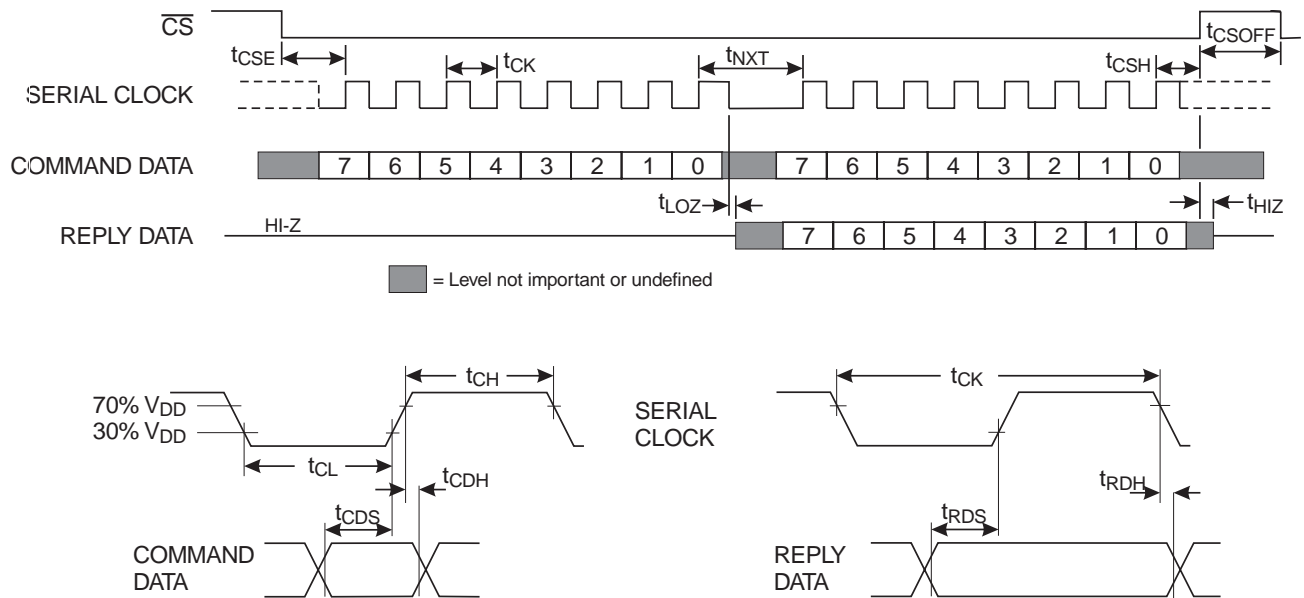 CS
tCSE
tCK
tNXT
tCSH
tCSOFF
SERIAL CLOCK
COMMAND DATA
7 6 5 4 3 2 1 0
7 6 5 4 3 2 1 0
tLOZ
tHIZ
REPLY DATA
HI-Z
7 6 5 4 3 2 1 0
= Level not important or undefined
tCH
70% VDD
30% VDD
tCL
tCDH
tCDS
COMMAND
DATA
tCK
SERIAL
CLOCK
tRDH
tRDS
REPLY
DATA